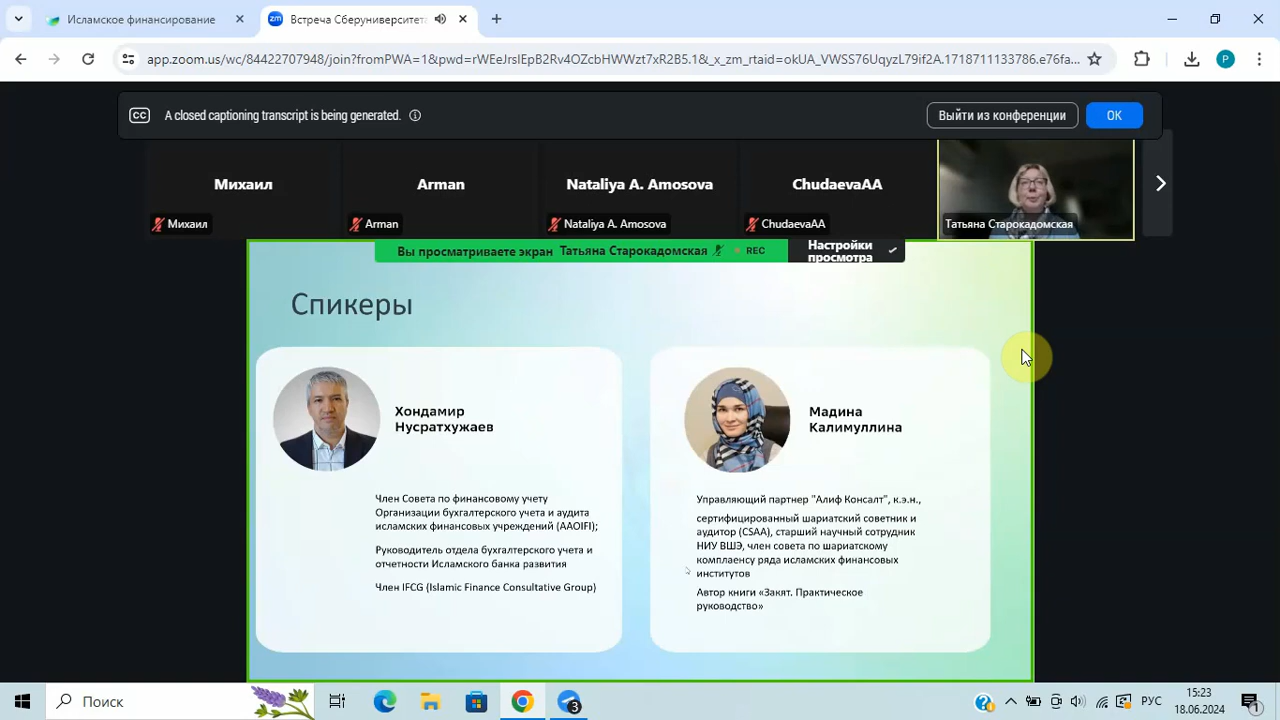 Исламское финансирование
Встреча Сберуниверситета
app.zoom.us/wc/84422707948/join?fromPWA=1&pwd=rWEeJrsIEpB2Rv4OZcbHWWzt7xR2B5.1&_x_zm_rtaid=okUA_VWSS76UqyzL79if2A.1718711133786.e76fa...
P
CC A closed captioning transcript is being generated.
Выйти из конференции
OK
Михаил
Arman
Nataliya A. Amosova
ChudaevaAA
Михаил
Arman
Nataliya A. Amosova
ChudaevaAA
Татьяна Старокадомская
Вы просматриваете экран Татьяна Старокадомская REC
Настройки
просмотра
Спикеры
Хондамир
Нусратхужаев
Член Совета по финансовому учету
Организации бухгалтерского учета и аудита
исламских финансовых учреждений (AAOIFI);
Руководитель отдела бухгалтерского учета и
отчетности Исламского банка развития
Член IFCG (Islamic Finance Consultative Group)
Мадина
Калимуллина
Управляющий партнер "Алиф Консалт", к.э.н.,
сертифицированный шариатский советник и
аудитор (CSAA), старший научный сотрудник
НИУ ВШЭ, член совета по шариатскому
комплаенсу ряда исламских финансовых
институтов
Автор книги «Закят. Практическое
руководство»
Поиск
3
РУС
15:23
18.06.2024
1